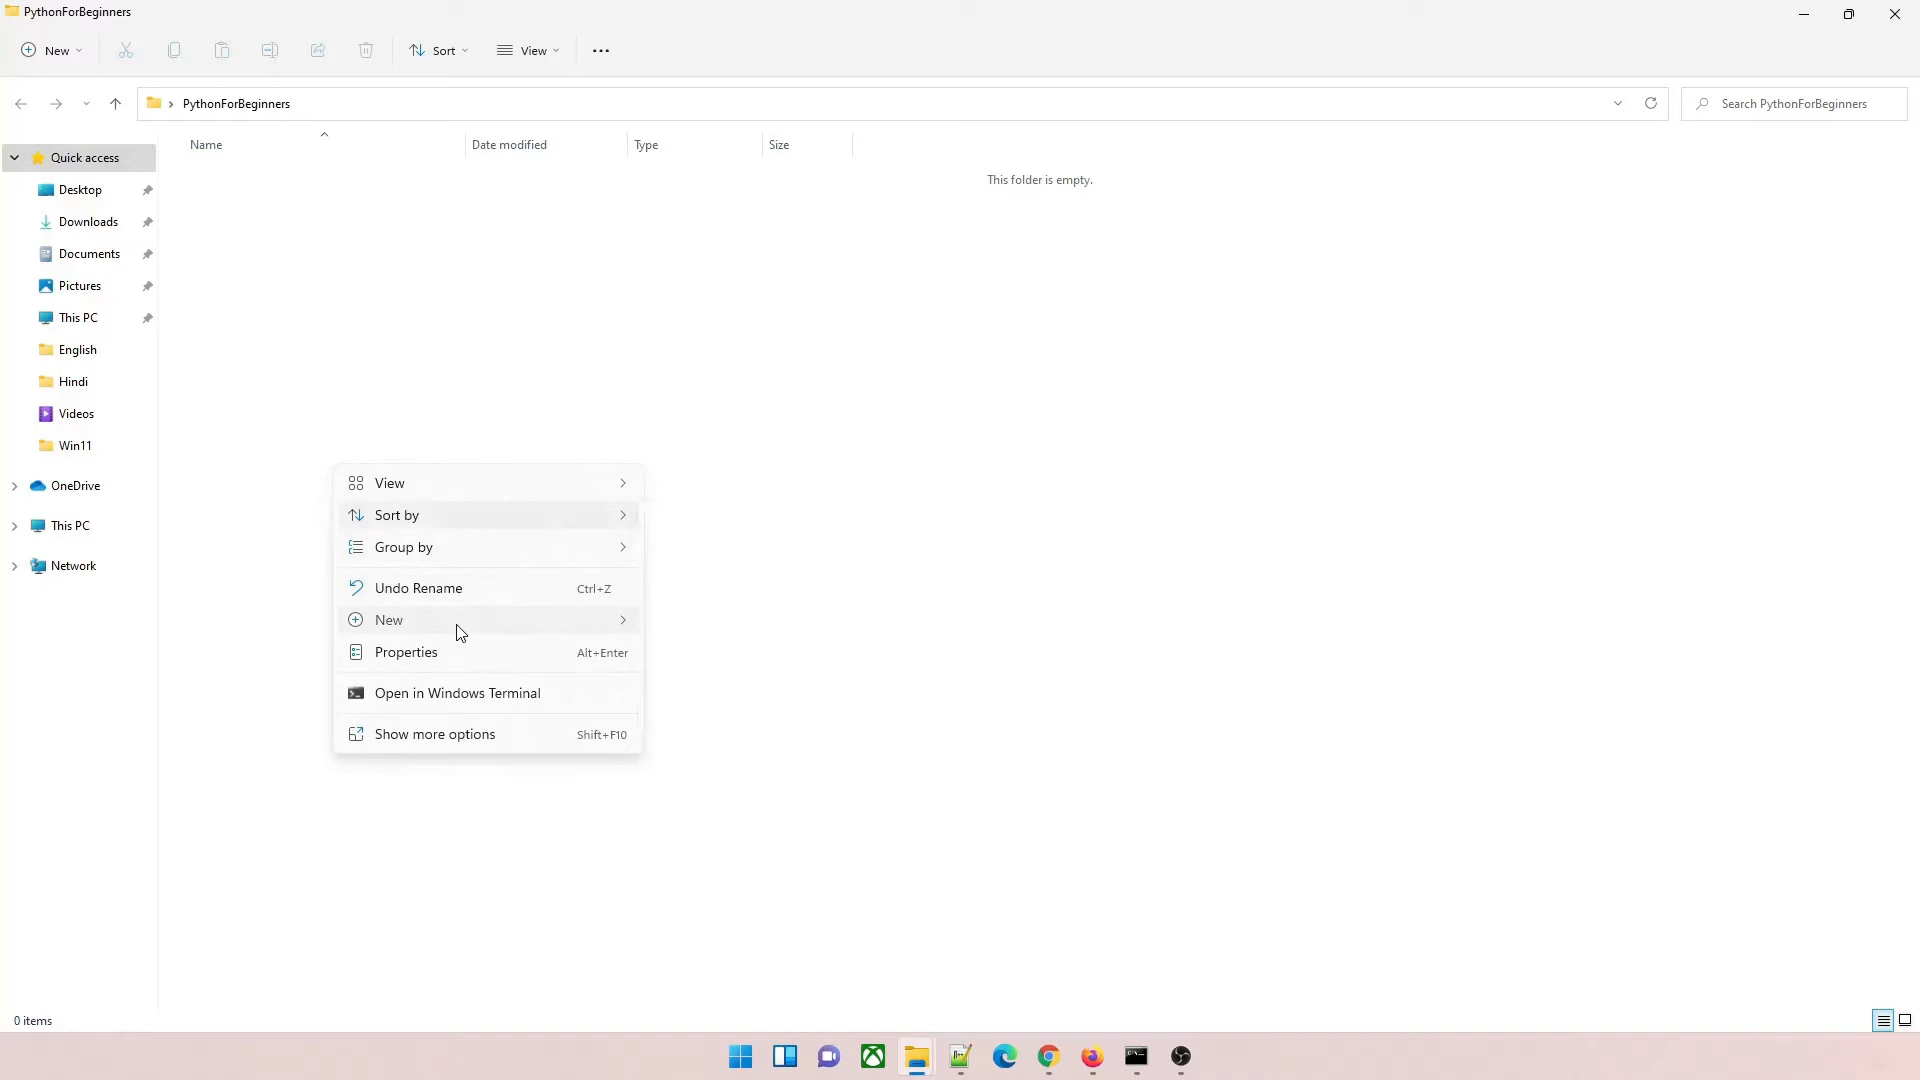 PythonForBeginners
New
Sort
View
PythonForBeginners
Search PythonForBeginners
Name
Date modified
Type
Size
This folder is empty.
Quick access
Desktop
Downloads
Documents
Pictures
This PC
English
Hindi
Videos
Win11
OneDrive
This PC
Network
View
Sort by
Group by
Undo Rename Ctrl+Z
New
Properties Alt+Enter
Open in Windows Terminal
Show more options Shift+F10
0 items